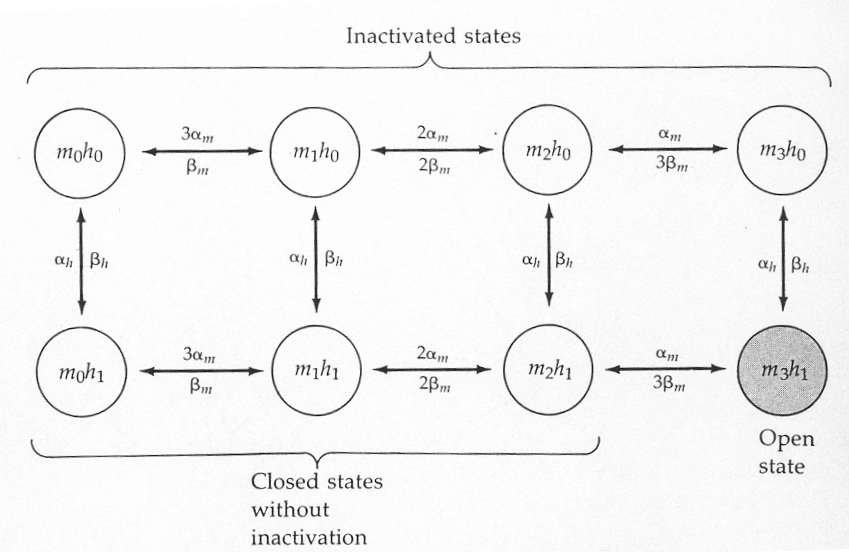 Inactivated states
3αₘ 2αₘ αₘ
m₀h₀ m₁h₀ m₂h₀ m₃h₀
βₘ 2βₘ 3βₘ
αₕ βₕ αₕ βₕ αₕ βₕ αₕ βₕ
3αₘ 2αₘ αₘ
m₀h₁ m₁h₁ m₂h₁ m₃h₁
βₘ 2βₘ 3βₘ
Open
state
Closed states
without
inactivation